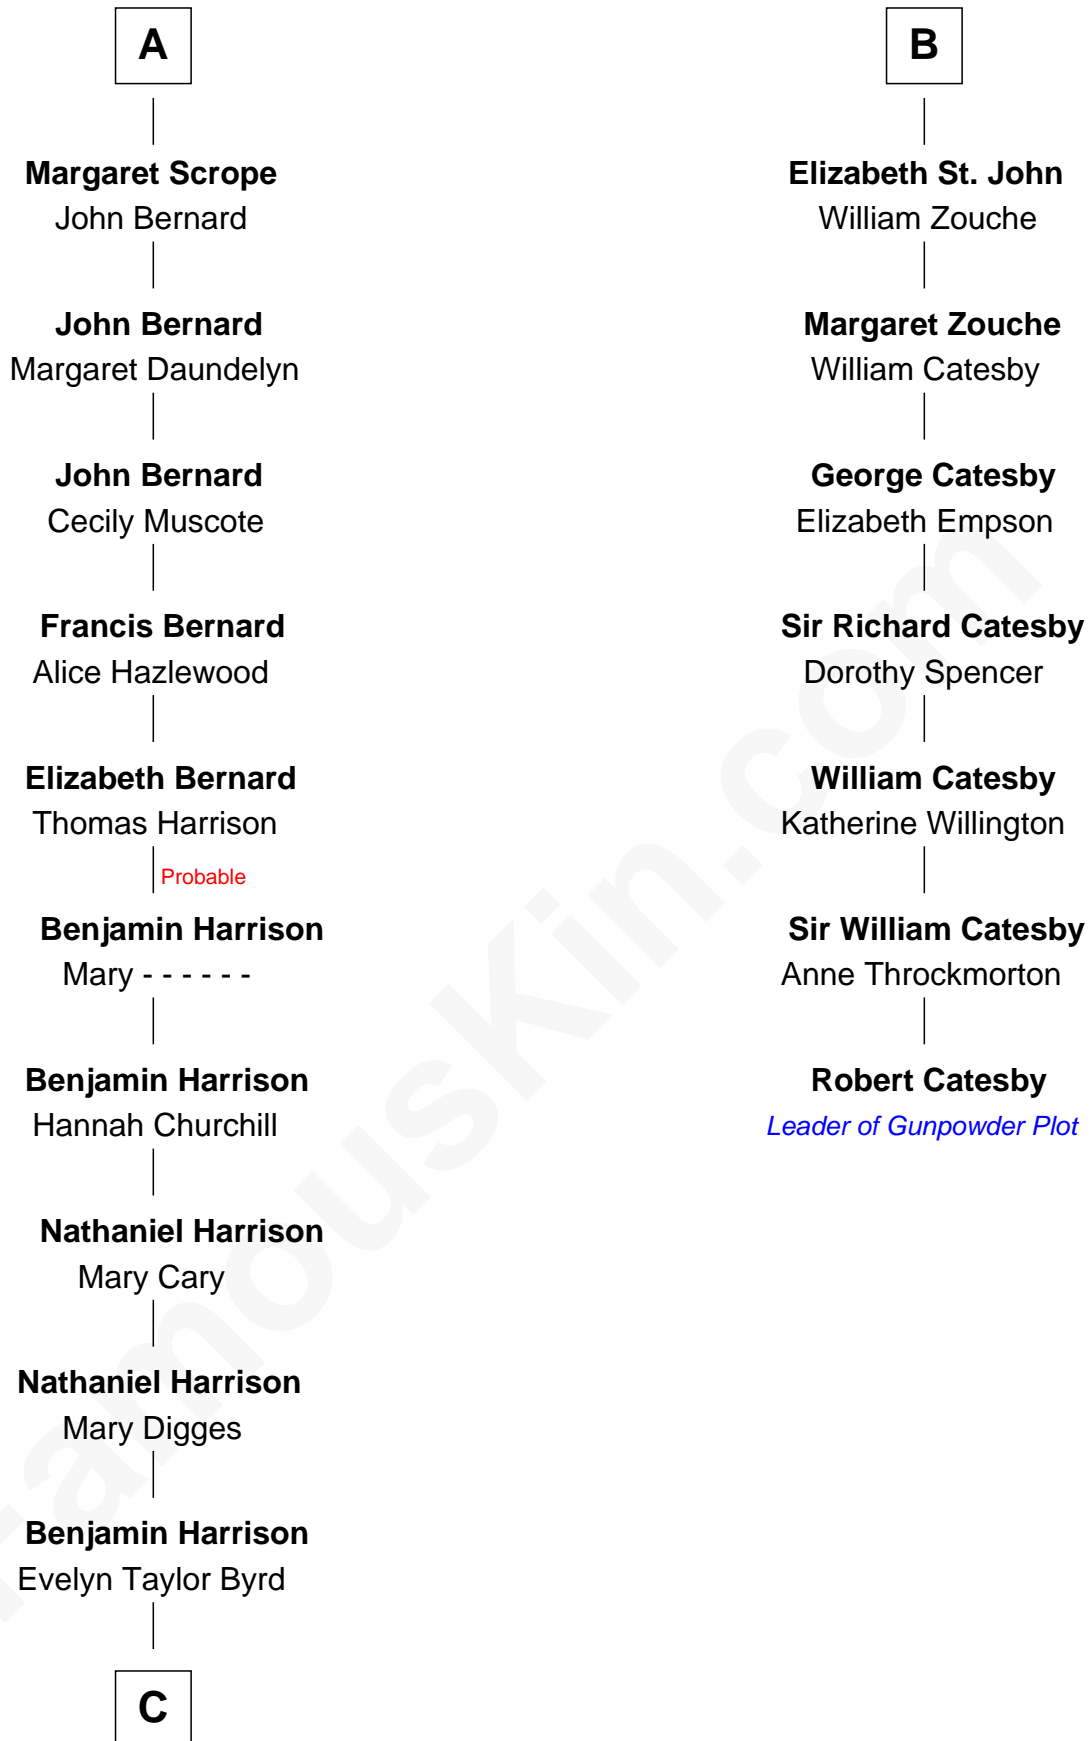 A
Margaret Scrope
John Bernard
John Bernard
Margaret Daundelyn
John Bernard
Cecily Muscote
Francis Bernard
Alice Hazlewood
Elizabeth Bernard
Thomas Harrison
Probable
Benjamin Harrison
Mary - - - - - -
Benjamin Harrison
Hannah Churchill
Nathaniel Harrison
Mary Cary
Nathaniel Harrison
Mary Digges
Benjamin Harrison
Evelyn Taylor Byrd
C
B
Elizabeth St. John
William Zouche
Margaret Zouche
William Catesby
George Catesby
Elizabeth Empson
Sir Richard Catesby
Dorothy Spencer
William Catesby
Katherine Willington
Sir William Catesby
Anne Throckmorton
Robert Catesby
Leader of Gunpowder Plot
FamousKin.com